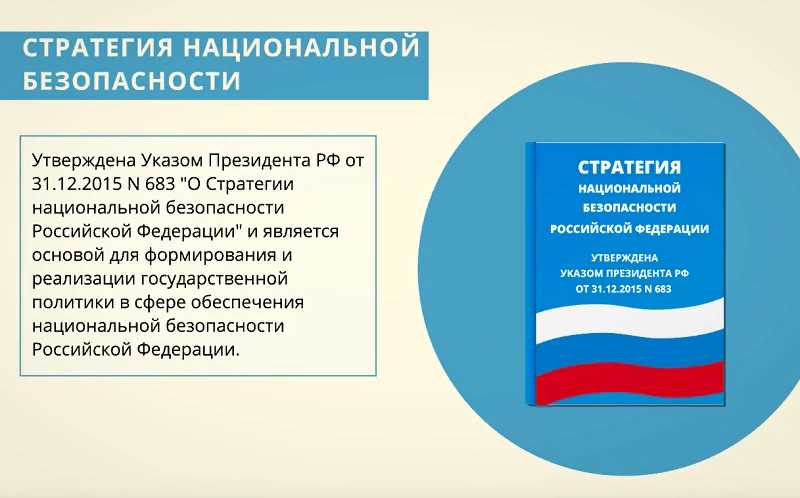 СТРАТЕГИЯ НАЦИОНАЛЬНОЙ
БЕЗОПАСНОСТИ
Утверждена Указом Президента РФ от
31.12.2015 N 683 "О Стратегии
национальной безопасности
Российской Федерации" и является
основой для формирования и
реализации государственной
политики в сфере обеспечения
национальной безопасности
Российской Федерации.
СТРАТЕГИЯ
НАЦИОНАЛЬНОЙ
БЕЗОПАСНОСТИ
РОССИЙСКОЙ ФЕДЕРАЦИИ
УТВЕРЖДЕНА
УКАЗОМ ПРЕЗИДЕНТА РФ
ОТ 31.12.2015 N 683